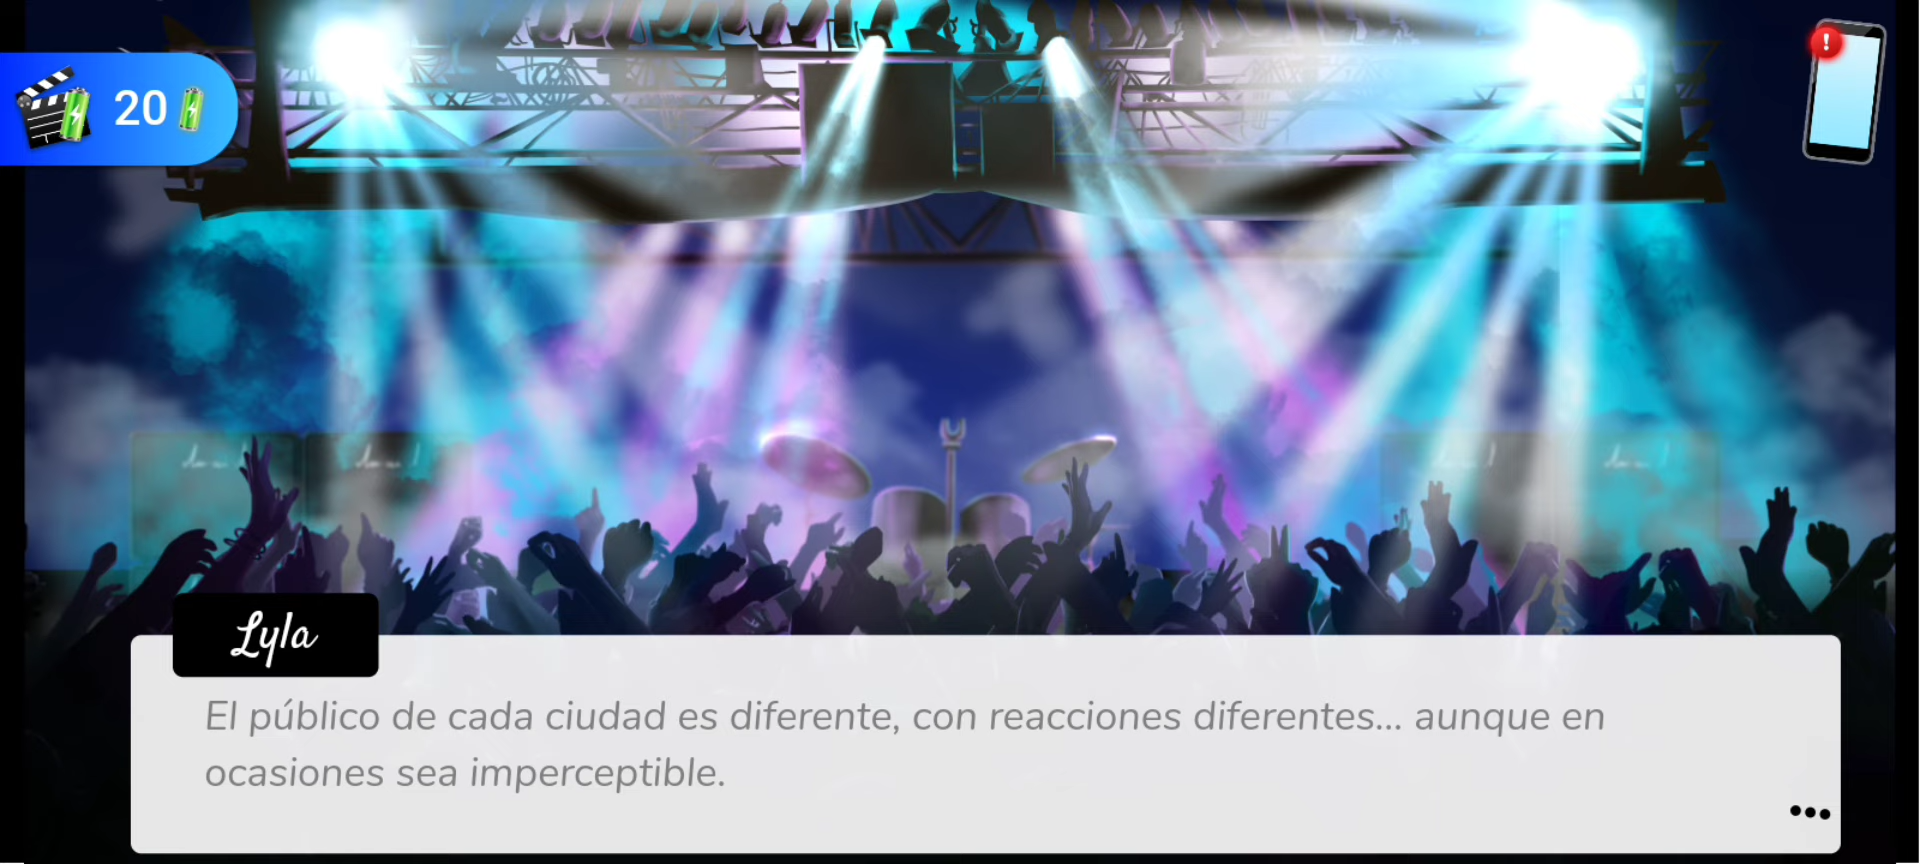 20
!
Lyla
El público de cada ciudad es diferente, con reacciones diferentes... aunque en
ocasiones sea imperceptible.